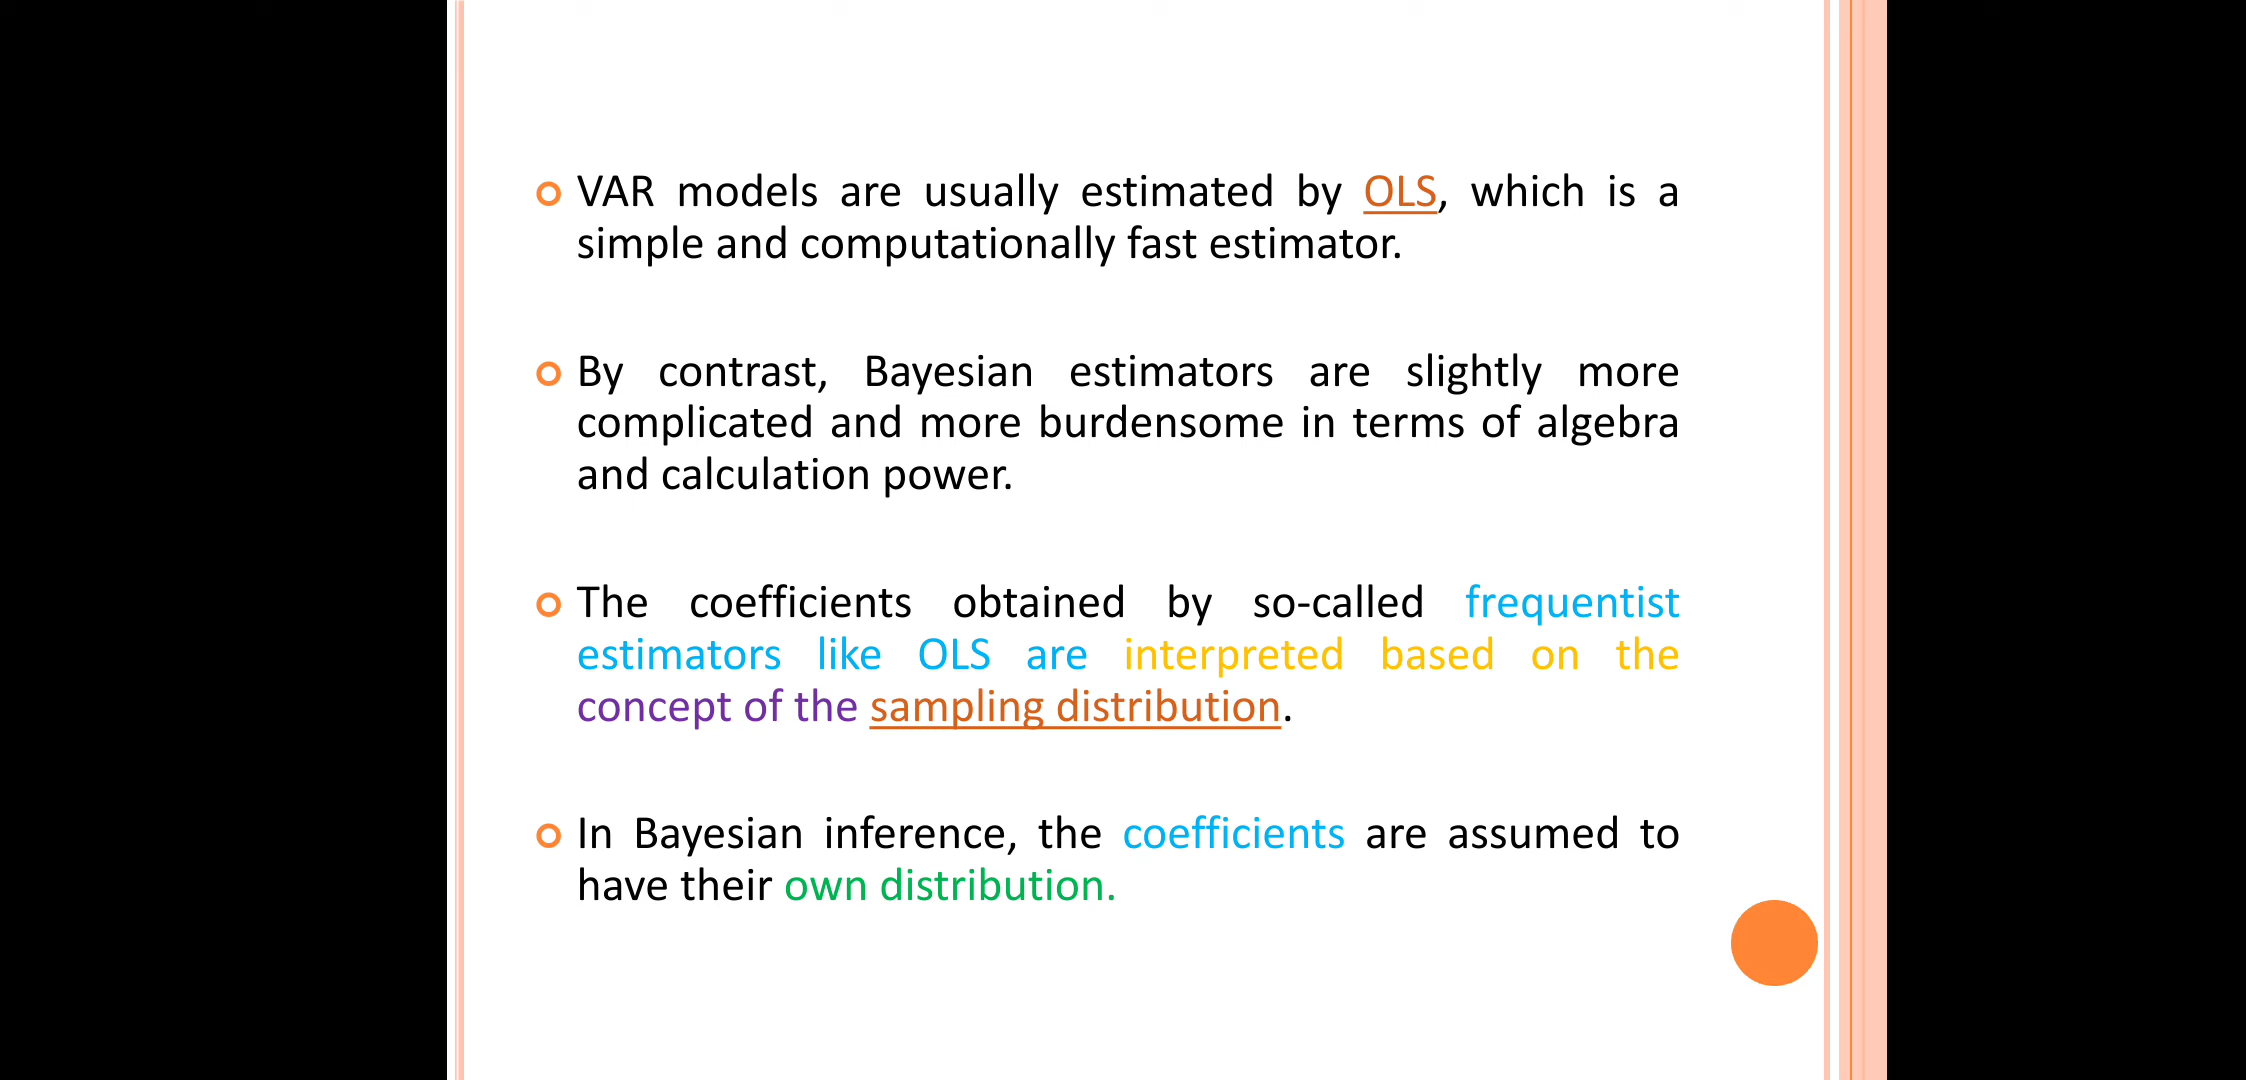 VAR models are usually estimated by OLS, which is a
simple and computationally fast estimator.
By contrast, Bayesian estimators are slightly more
complicated and more burdensome in terms of algebra
and calculation power.
The coefficients obtained by so-called frequentist
estimators like OLS are interpreted based on the
concept of the sampling distribution.
In Bayesian inference, the coefficients are assumed to
have their own distribution.